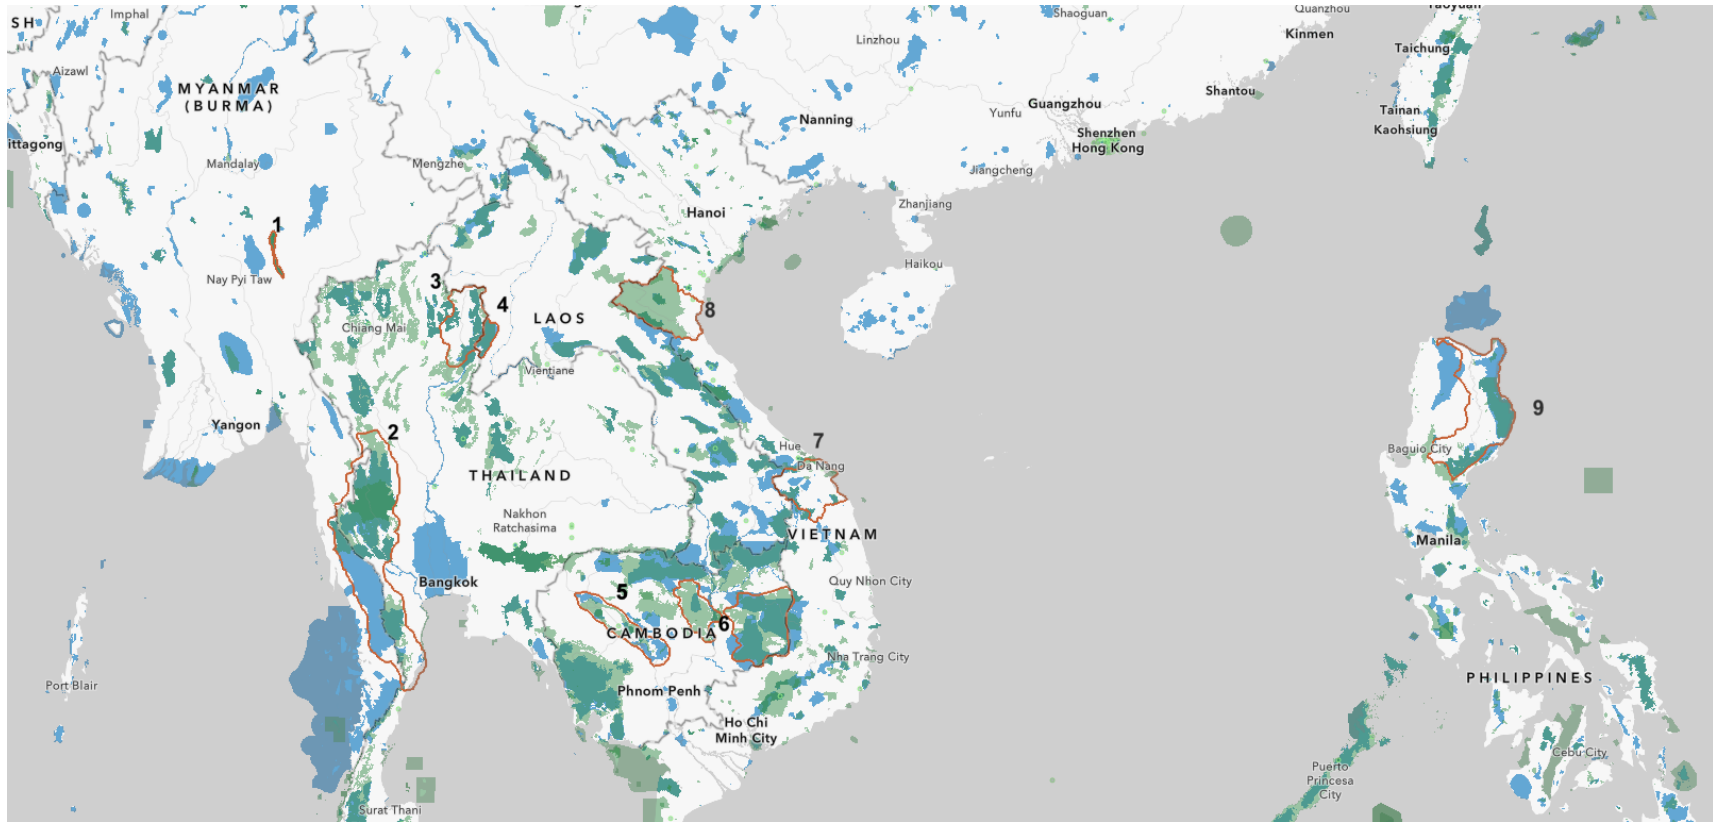 Imphal
Shaoguan
Quanzhou
Taoyuan
SH
Kinmen
Linzhou
Taichung
Aizawl
MYANMAR
(BURMA)
Shantou
Guangzhou
Yunfu
Tainan
Nanning
Kaohsiung
Shenzhen
Hong Kong
ittagong
Mandalay
Mengzhe
Jiangcheng
Zhanjiang
Hanoi
1
Haikou
Nay Pyi Taw
3
4
8
LAOS
Chiang Mai
Vientiane
9
Yangon
2
7
Hue
Da Nang
Baguio City
THAILAND
Nakhon
Ratchasima
VIETNAM
Manila
Bangkok
Quy Nhon City
5
6
CAMBODIA
Nha Trang City
Port Blair
Phnom Penh
PHILIPPINES
Ho Chi
Minh City
Cebu City
Puerto
Princesa
City
Surat Thani